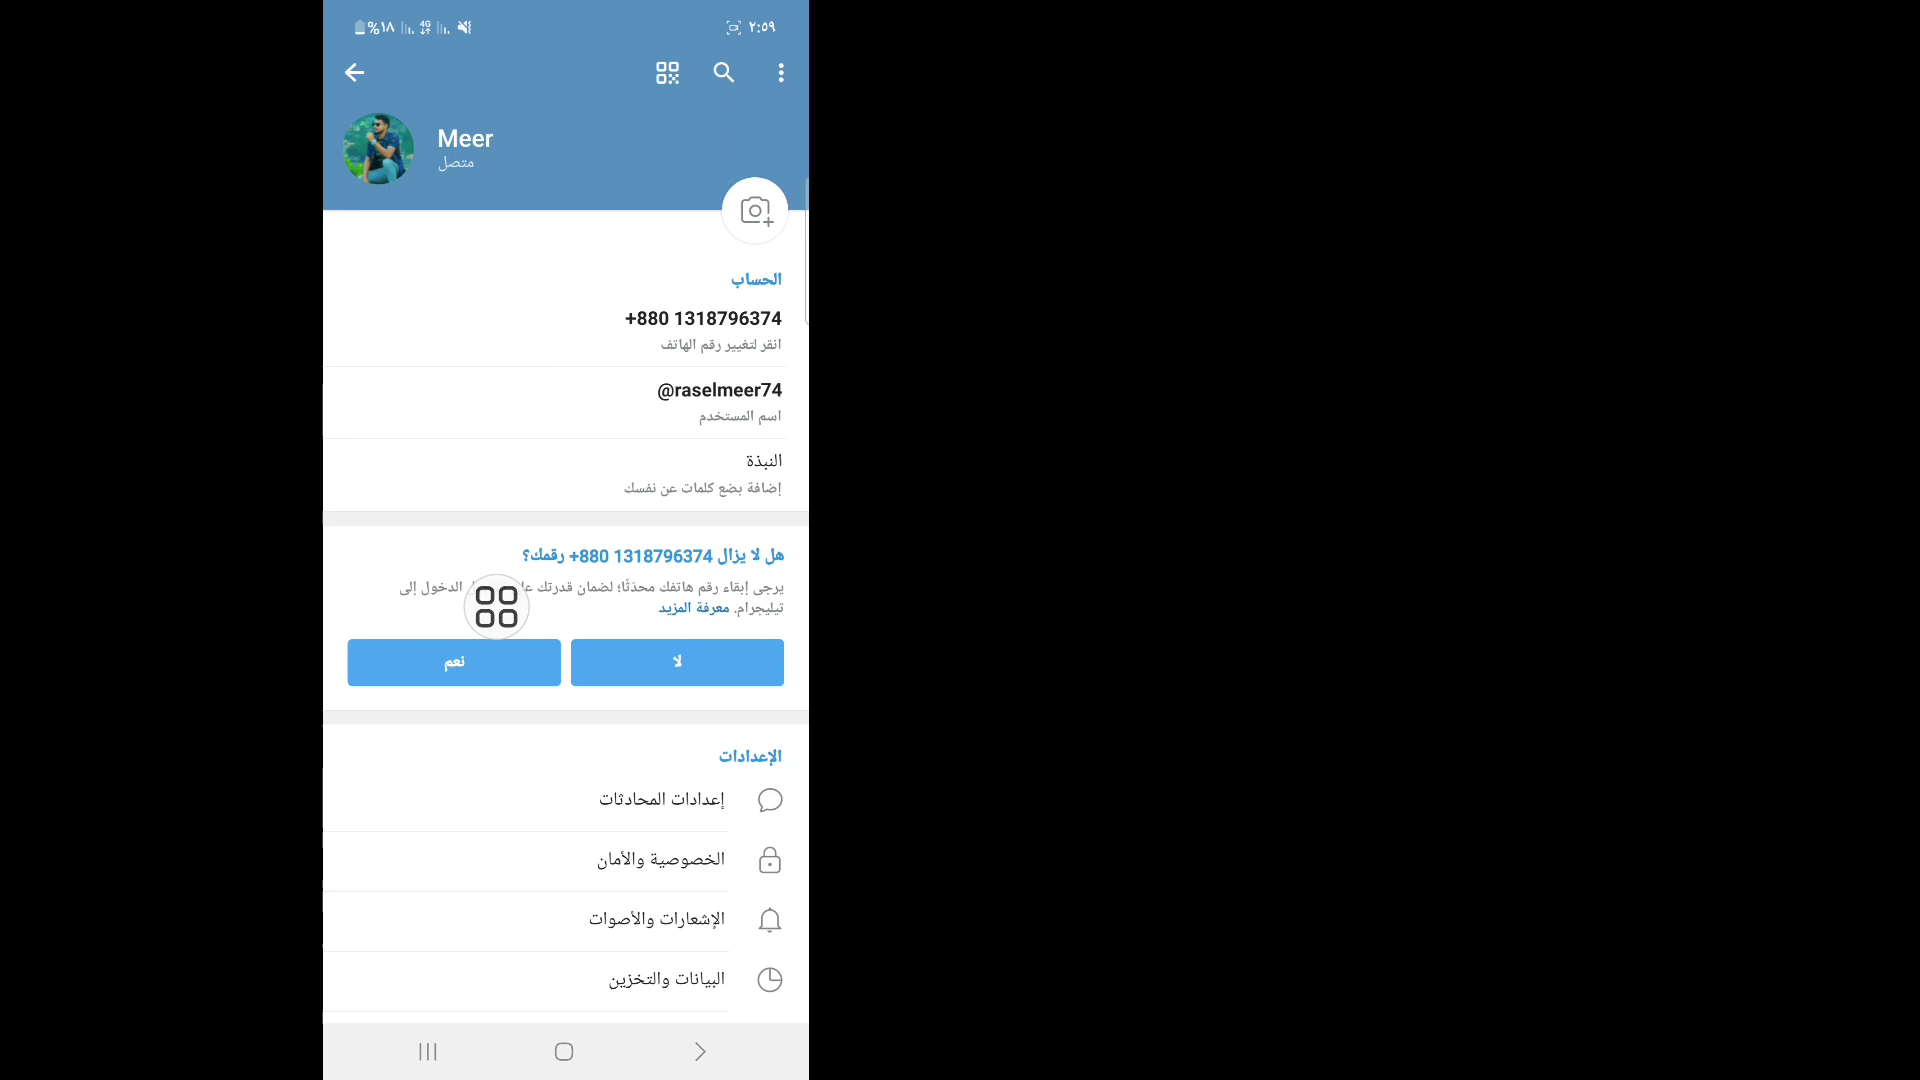 ٢:٥٩
%١٨
4G
Meer
متصل
الحساب
+880 1318796374
انقر لتغيير رقم الهاتف
@raselmeer74
اسم المستخدم
النبذة
إضافة بضع كلمات عن نفسك
هل لا يزال 1318796374 880+ رقمك؟
يرجى إبقاء رقم هاتفك محدَثًا؛ لضمان قدرتك الدخول إلى
تيليجرام. معرفة المزيد
لا
نعم
الإعدادات
إعدادات المحادثات
الخصوصية والأمان
الإشعارات والأصوات
البيانات والتخزين